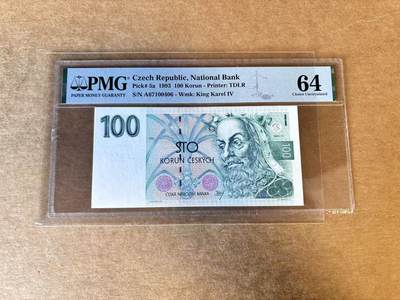 PMG
PAPER MONEY GUARANTY
Czech Republic, National Bank
Pick# 5a 1993 100 Korun - Printer: TDLR
S/N A67100406 - Wmk: King Karel IV
64
Choice Uncirculated
100
STO
KORUN ČESKÝCH
ČESKÁ NÁRODNÍ BANKA
100